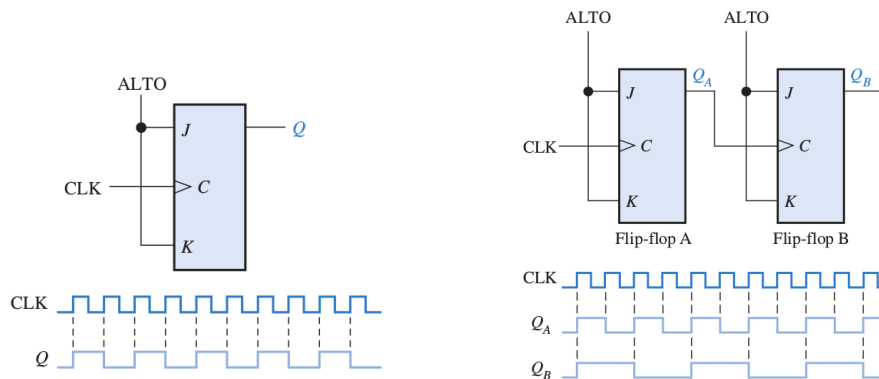 ALTO
J
Q
CLK
C
K
CLK
Q
ALTO
ALTO
Q_A
Q_B
J
J
CLK
C
C
K
K
Flip-flop A
Flip-flop B
CLK
Q_A
Q_B